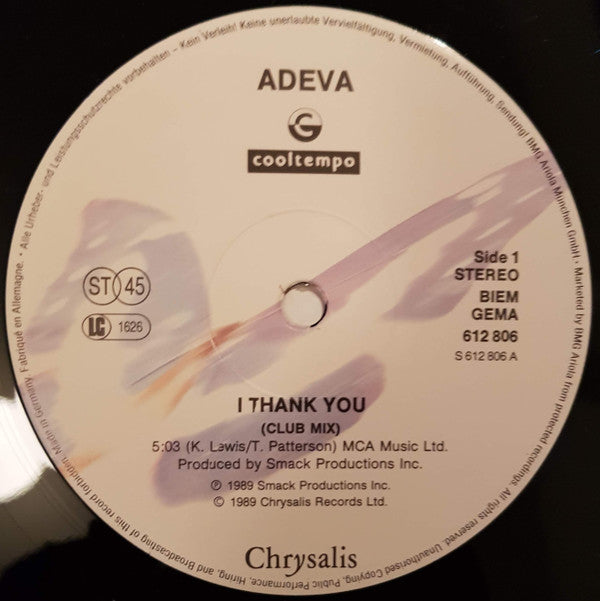 ADEVA
G
cooltempo
Side 1
STEREO
BIEM
GEMA
612 806
S 612 806 A
ST 45
LC 1626
I THANK YOU
(CLUB MIX)
5:03 (K. Lewis/T. Patterson) MCA Music Ltd.
Produced by Smack Productions Inc.
℗ 1989 Smack Productions Inc.
© 1989 Chrysalis Records Ltd.
Chrysalis
Made in Germany. Fabriqué en Allemagne. • Alle Urheber- und Leistungsschutzrechte vorbehalten – Kein Verleih! Keine unerlaubte Vervielfältigung, Vermietung, Aufführung, Sendung! BMG Ariola München GmbH • Marketed by BMG Ariola from protected recordings. All rights reserved. Unauthorised Copying, Public Performance, Hiring, and Broadcasting of this record forbidden.